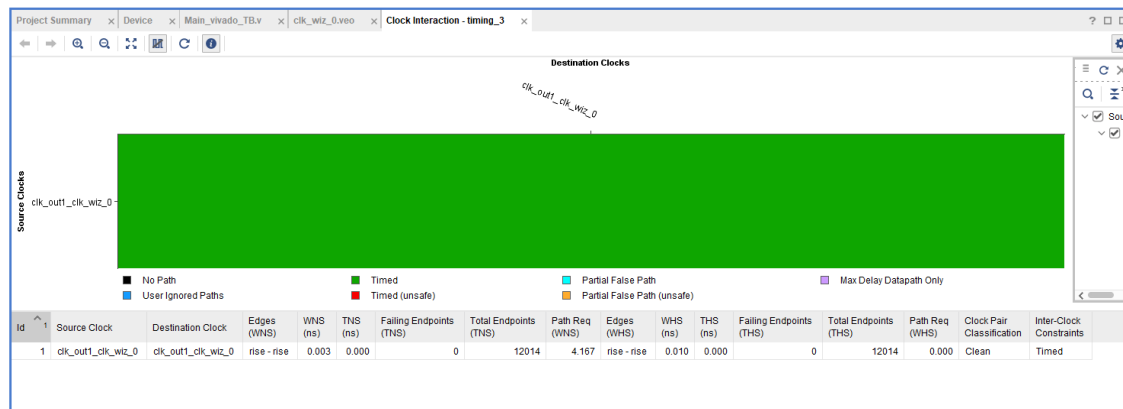 Project Summary × Device × Main_vivado_TB.v × clk_wiz_0.veo × Clock Interaction - timing_3 × ?
Destination Clocks
clk_out1_clk_wiz_0
Sou
Source Clocks
clk_out1_clk_wiz_0
No Path Timed Partial False Path Max Delay Datapath Only
User Ignored Paths Timed (unsafe) Partial False Path (unsafe)
Id 1 Source Clock Destination Clock Edges (WNS) WNS (ns) TNS (ns) Failing Endpoints (TNS) Total Endpoints (TNS) Path Req (WNS) Edges (WHS) WHS (ns) THS (ns) Failing Endpoints (THS) Total Endpoints (THS) Path Req (WHS) Clock Pair Classification Inter-Clock Constraints
1 clk_out1_clk_wiz_0 clk_out1_clk_wiz_0 rise - rise 0.003 0.000 0 12014 4.167 rise - rise 0.010 0.000 0 12014 0.000 Clean Timed